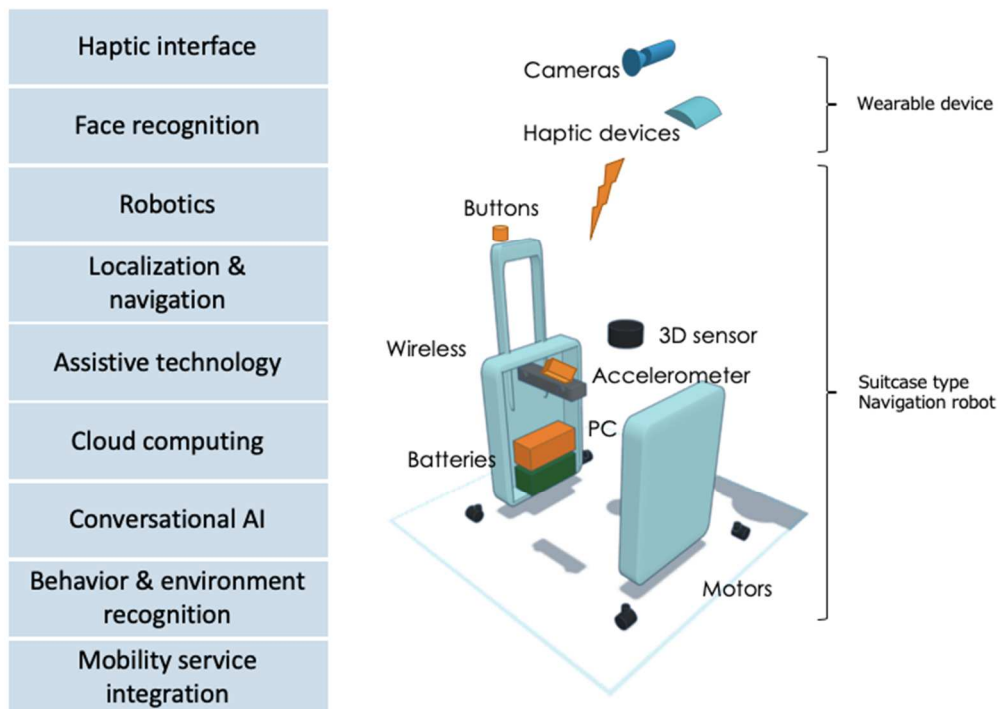 Haptic interface
Face recognition
Robotics
Localization &
navigation
Assistive technology
Cloud computing
Conversational AI
Behavior & environment
recognition
Mobility service
integration
Cameras
Haptic devices
Buttons
Wireless
3D sensor
Accelerometer
PC
Batteries
Motors
Wearable device
Suitcase type
Navigation robot